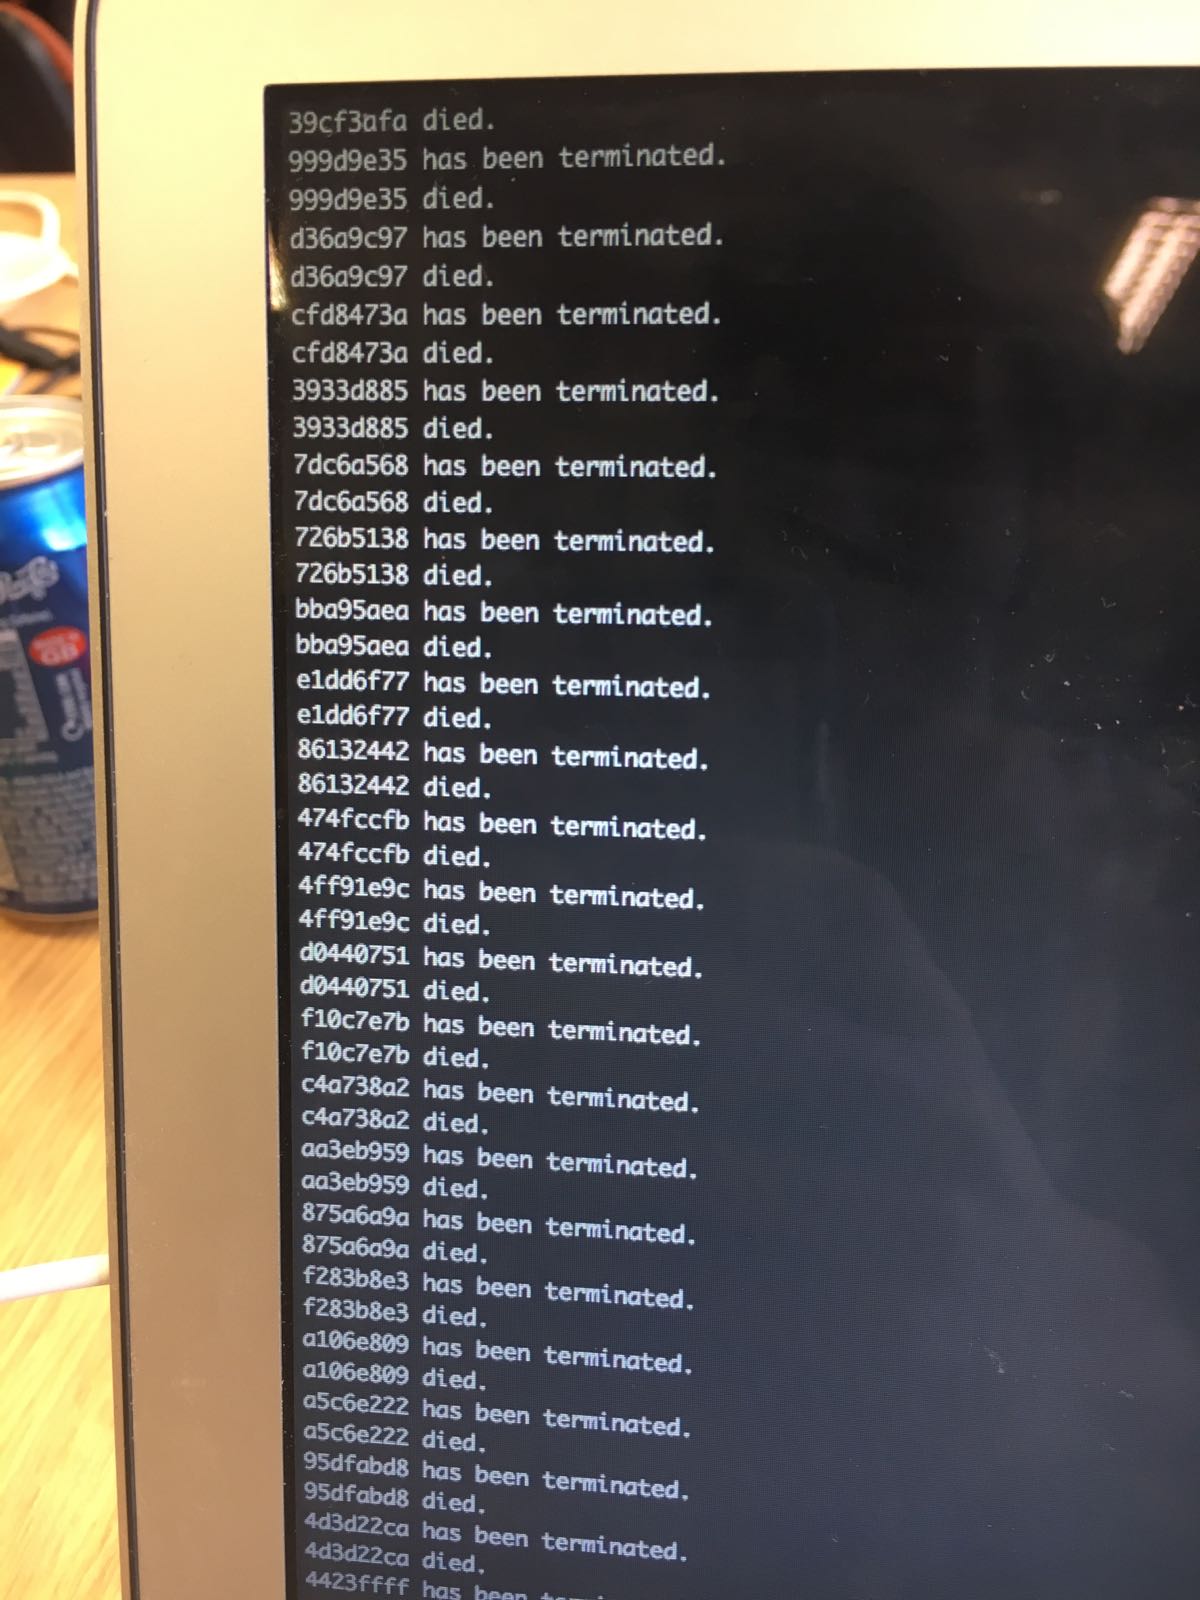 39cf3afa died.
999d9e35 has been terminated.
999d9e35 died.
d36a9c97 has been terminated.
d36a9c97 died.
cfd8473a has been terminated.
cfd8473a died.
3933d885 has been terminated.
3933d885 died.
7dc6a568 has been terminated.
7dc6a568 died.
726b5138 has been terminated.
726b5138 died.
bba95aea has been terminated.
bba95aea died.
e1dd6f77 has been terminated.
e1dd6f77 died.
86132442 has been terminated.
86132442 died.
474fccfb has been terminated.
474fccfb died.
4ff91e9c has been terminated.
4ff91e9c died.
d0440751 has been terminated.
d0440751 died.
f10c7e7b has been terminated.
f10c7e7b died.
c4a738a2 has been terminated.
c4a738a2 died.
aa3eb959 has been terminated.
aa3eb959 died.
875a6a9a has been terminated.
875a6a9a died.
f283b8e3 has been terminated.
f283b8e3 died.
a106e809 has been terminated.
a106e809 died.
a5c6e222 has been terminated.
a5c6e222 died.
95dfabd8 has been terminated.
95dfabd8 died.
4d3d22ca has been terminated.
4d3d22ca died.
4423ffff has been
GB